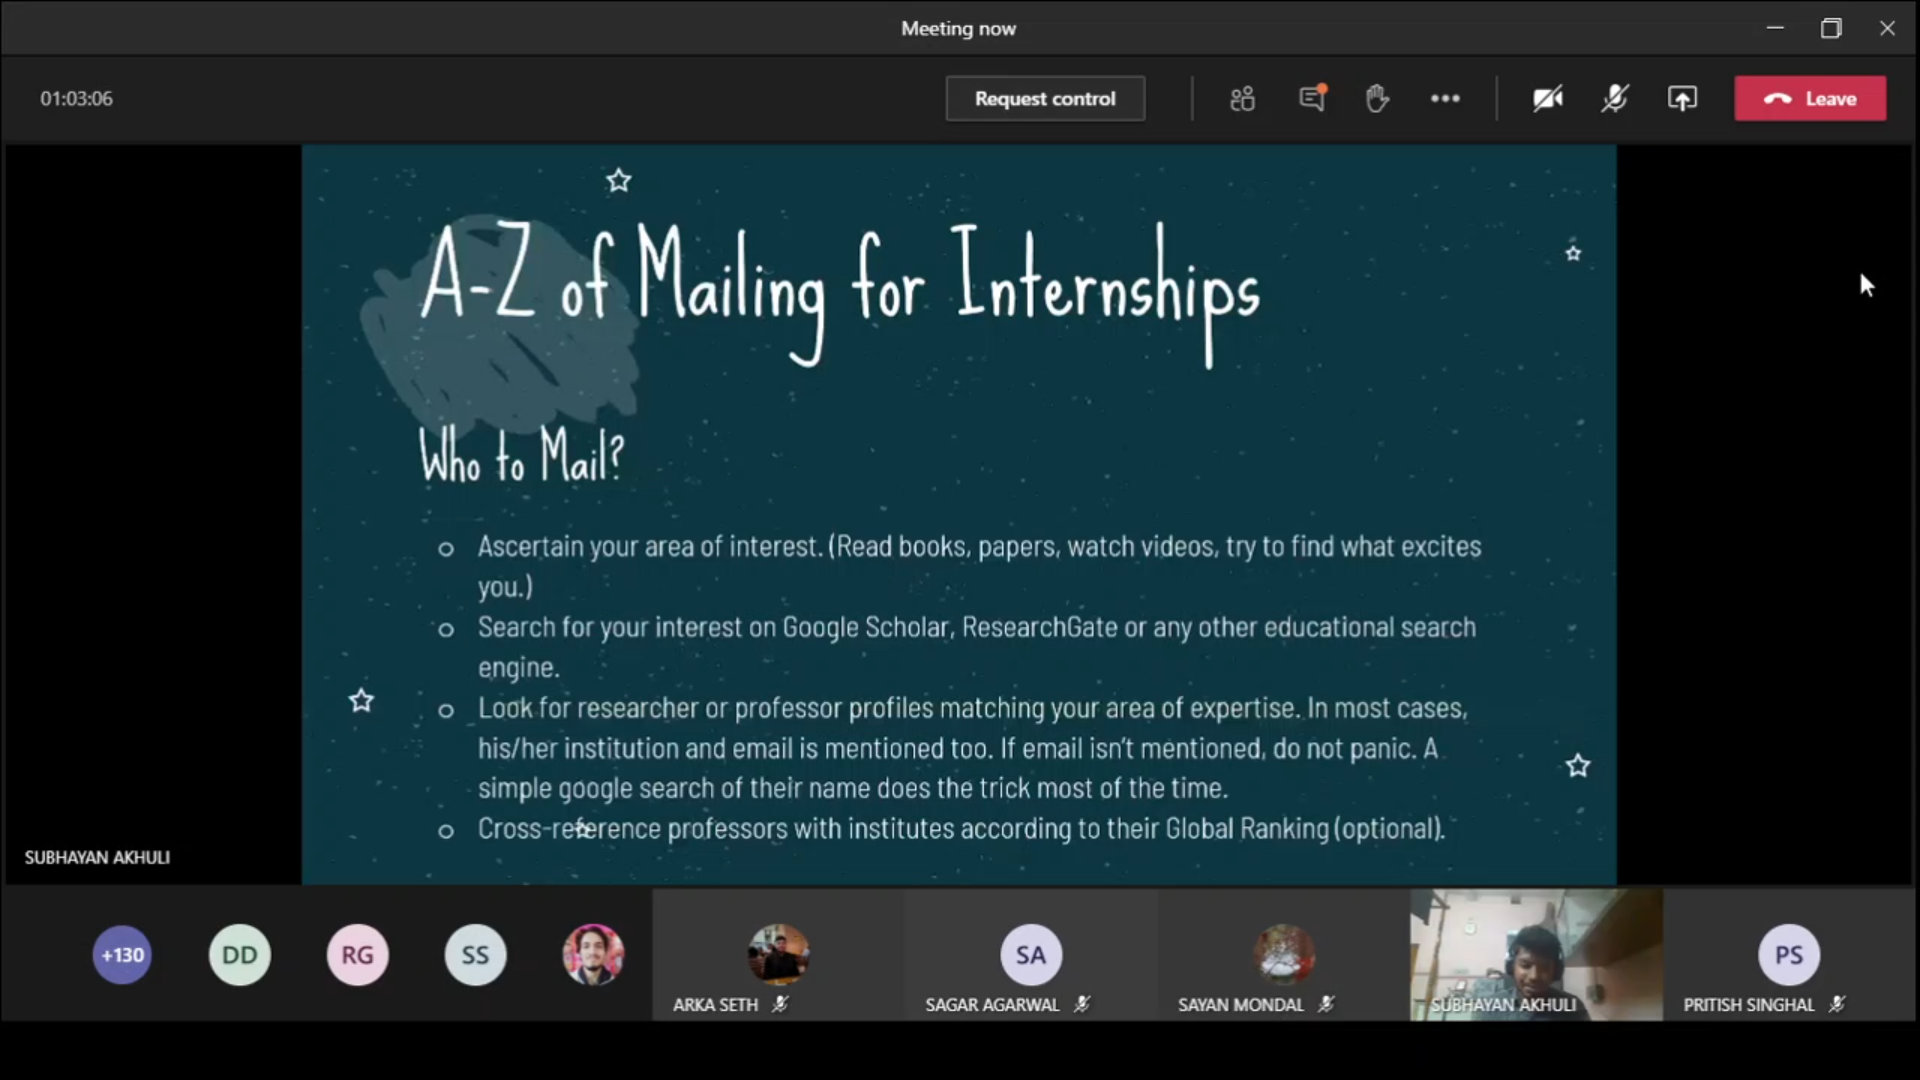 Meeting now
01:03:06
Request control
Leave
A-Z of Mailing for Internships
Who to Mail?
Ascertain your area of interest. (Read books, papers, watch videos, try to find what excites
you.)
Search for your interest on Google Scholar, ResearchGate or any other educational search
engine.
Look for researcher or professor profiles matching your area of expertise. In most cases,
his/her institution and email is mentioned too. If email isn't mentioned, do not panic. A
simple google search of their name does the trick most of the time.
Cross-reference professors with institutes according to their Global Ranking (optional).
SUBHAYAN AKHULI
+130
DD
RG
SS
SA
PS
ARKA SETH
SAGAR AGARWAL
SAYAN MONDAL
SUBHAYAN AKHULI
PRITISH SINGHAL